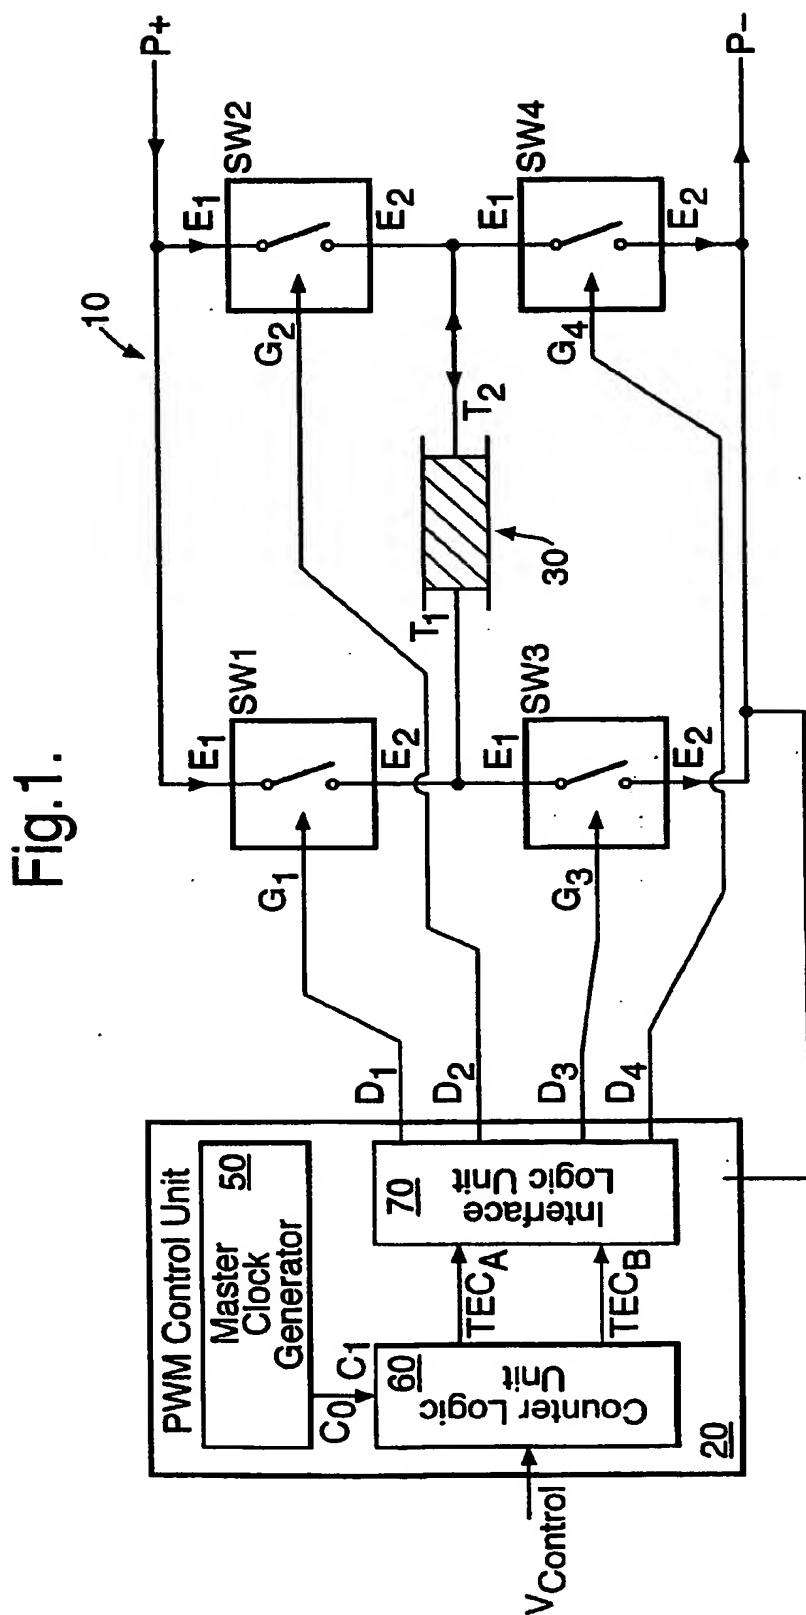 Fig.1.
10
P+
SW1
SW2
E1
E1
G1
G2
E2
E2
T1
T2
30
SW3
SW4
E1
E1
G3
G4
E2
E2
P-
PWM Control Unit
Master
Clock
Generator
50
C0
C1
Counter Logic
Unit
60
TECA
TECB
Interface
Logic Unit
70
D1
D2
D3
D4
20
VControl